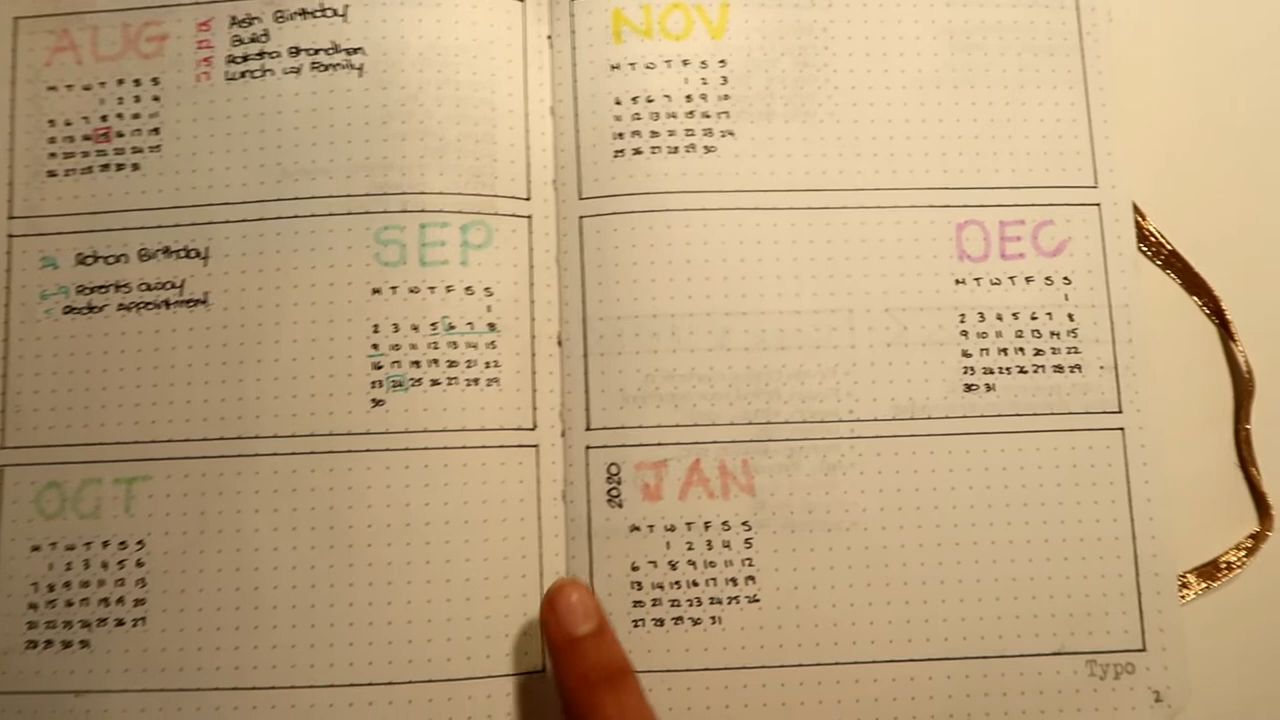 AUG
M T W T F S S
1 2 3 4
5 6 7 8 9 10 11
12 13 14 15 16 17 18
19 20 21 22 23 24 25
26 27 28 29 30 31
Birthday
Build
15 Raksha Bhandhan
Lunch w/ Family
24 Rohan Birthday
6-9 Parents away
5 Doctor Appointment
SEP
M T W T F S S
1
2 3 4 5 6 7 8
9 10 11 12 13 14 15
16 17 18 19 20 21 22
23 24 25 26 27 28 29
30
OCT
M T W T F S S
1 2 3 4 5 6
7 8 9 10 11 12 13
14 15 16 17 18 19 20
21 22 23 24 25 26 27
28 29 30 31
NOV
M T W T F S S
1 2 3
4 5 6 7 8 9 10
11 12 13 14 15 16 17
18 19 20 21 22 23 24
25 26 27 28 29 30
DEC
M T W T F S S
1
2 3 4 5 6 7 8
9 10 11 12 13 14 15
16 17 18 19 20 21 22
23 24 25 26 27 28 29
30 31
2020
JAN
M T W T F S S
1 2 3 4 5
6 7 8 9 10 11 12
13 14 15 16 17 18 19
20 21 22 23 24 25 26
27 28 29 30 31
Typo
2